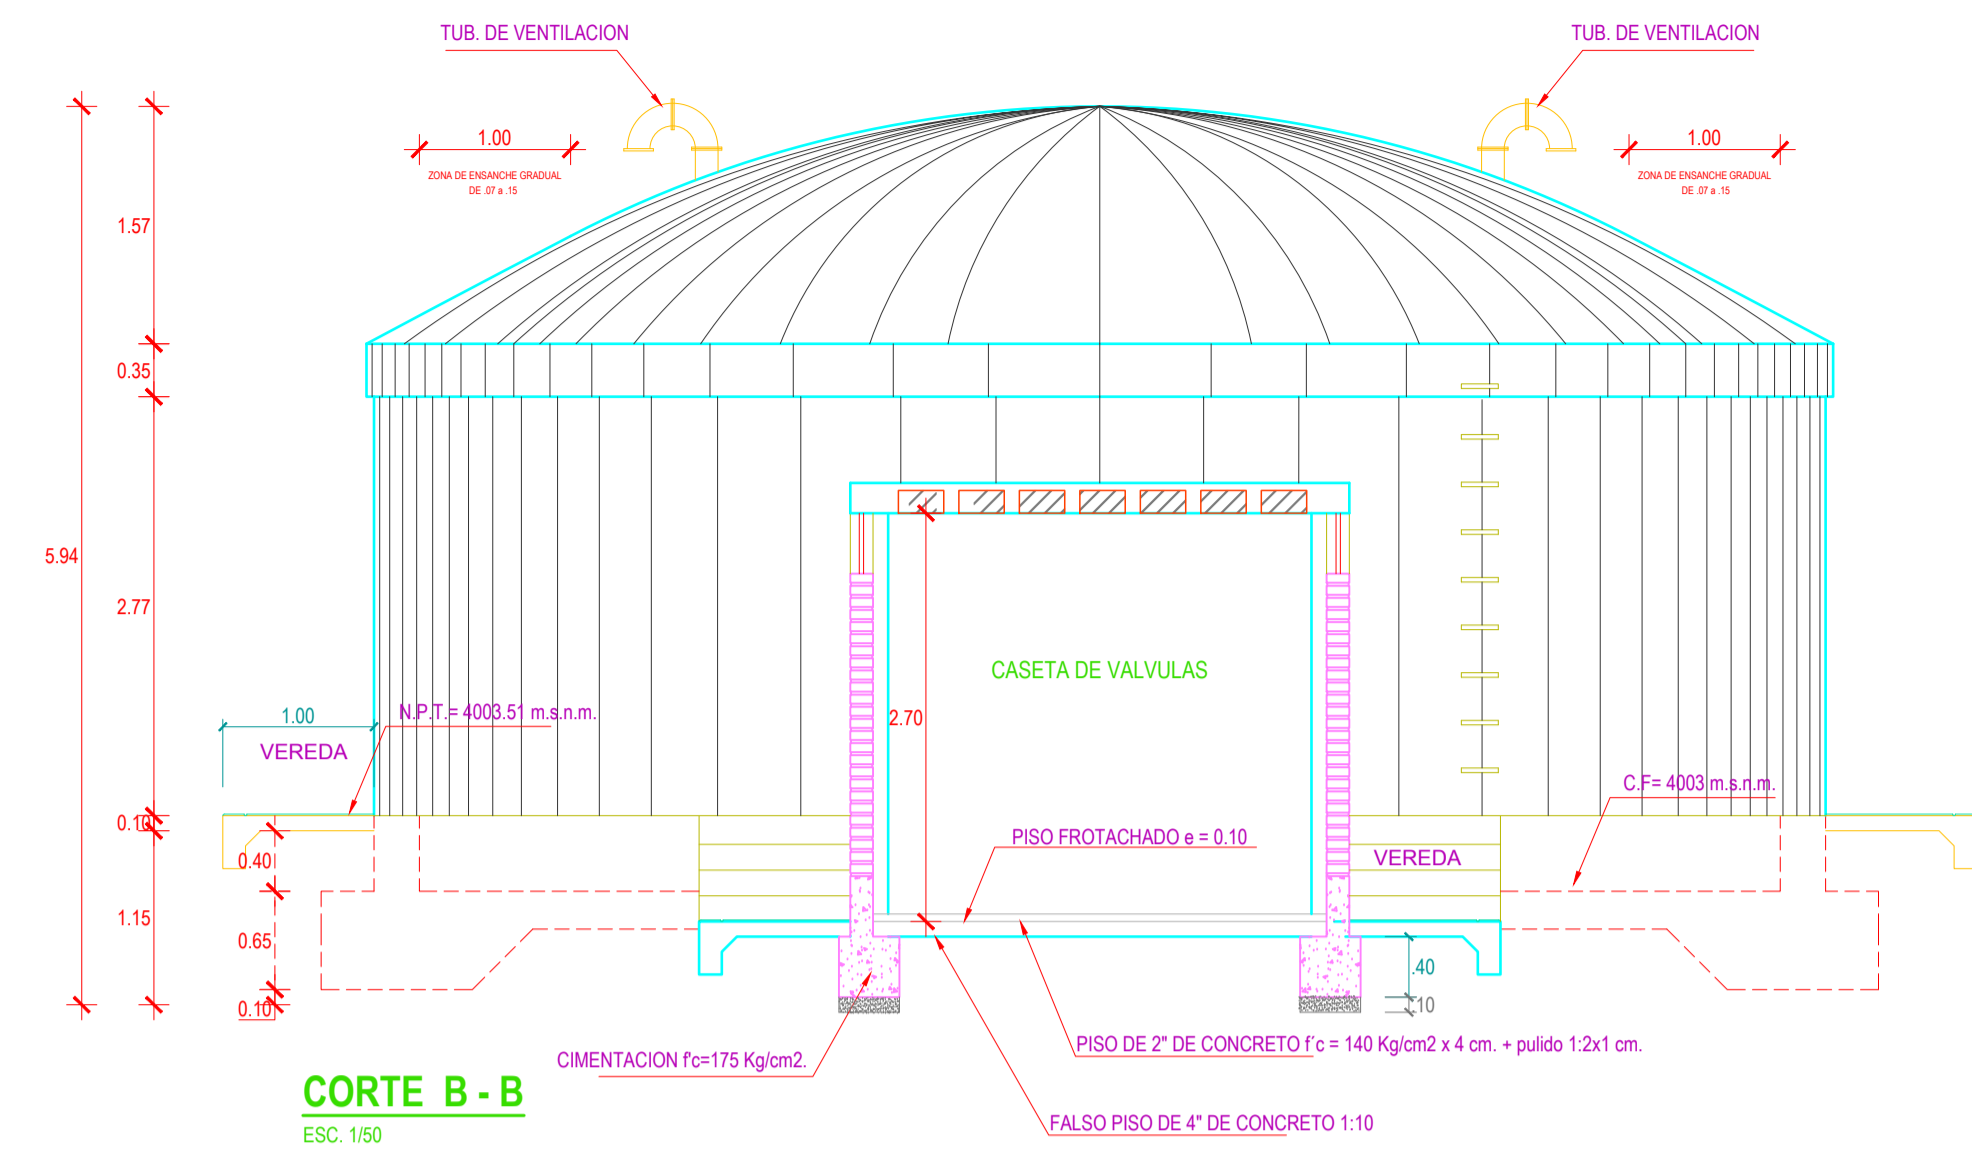 TUB. DE VENTILACION
TUB. DE VENTILACION
1.00
ZONA DE ENSANCHE GRADUAL
DE .07 a .15
1.00
ZONA DE ENSANCHE GRADUAL
DE .07 a .15
1.57
0.35
5.94
2.77
CASETA DE VALVULAS
2.70
1.00
N.P.T.= 4003.51 m.s.n.m.
VEREDA
C.F= 4003 m.s.n.m.
0.10
PISO FROTACHADO e = 0.10
VEREDA
0.40
1.15
0.65
.40
0.10
.10
PISO DE 2" DE CONCRETO f´c = 140 Kg/cm2 x 4 cm. + pulido 1:2x1 cm.
CIMENTACION f'c=175 Kg/cm2.
CORTE B - B
ESC. 1/50
FALSO PISO DE 4" DE CONCRETO 1:10